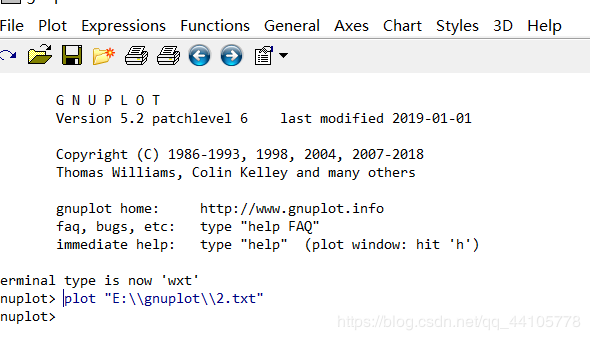 File Plot Expressions Functions General Axes Chart Styles 3D Help
G N U P L O T
Version 5.2 patchlevel 6 last modified 2019-01-01
Copyright (C) 1986-1993, 1998, 2004, 2007-2018
Thomas Williams, Colin Kelley and many others
gnuplot home: http://www.gnuplot.info
faq, bugs, etc: type "help FAQ"
immediate help: type "help" (plot window: hit 'h')
erminal type is now 'wxt'
nuplot> plot "E:\\gnuplot\\2.txt"
nuplot>
https://blog.csdn.net/qq_44105778